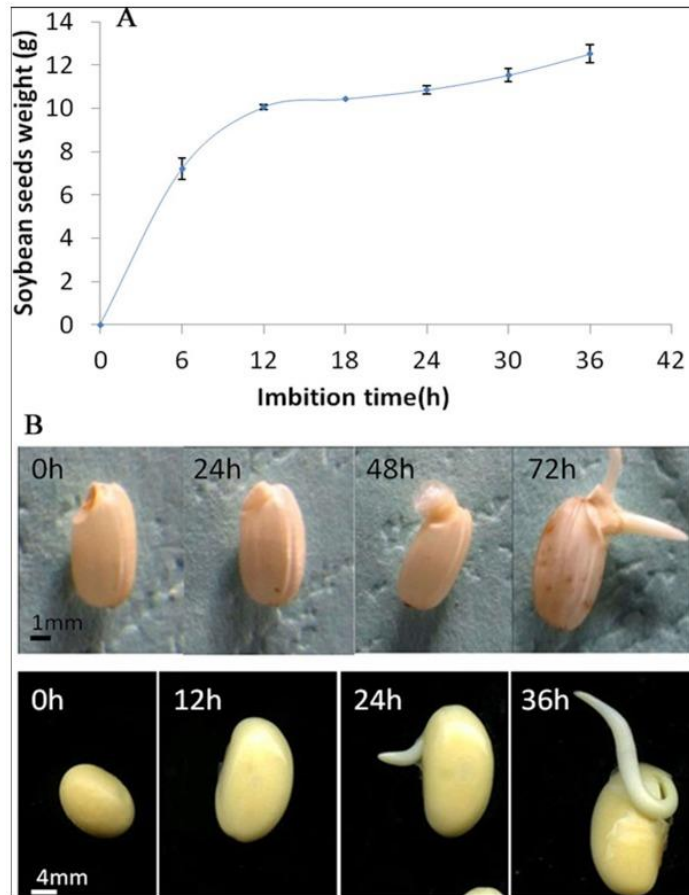 A
Soybean seeds weight (g)
14
12
10
8
6
4
2
0
0 6 12 18 24 30 36 42
Imbition time(h)
B
0h 24h 48h 72h
1mm
0h 12h 24h 36h
4mm